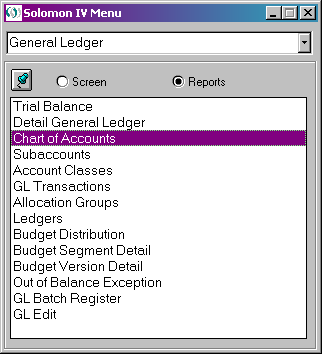 Solomon IV Menu
General Ledger
Screen
Reports
Trial Balance
Detail General Ledger
Chart of Accounts
Subaccounts
Account Classes
GL Transactions
Allocation Groups
Ledgers
Budget Distribution
Budget Segment Detail
Budget Version Detail
Out of Balance Exception
GL Batch Register
GL Edit